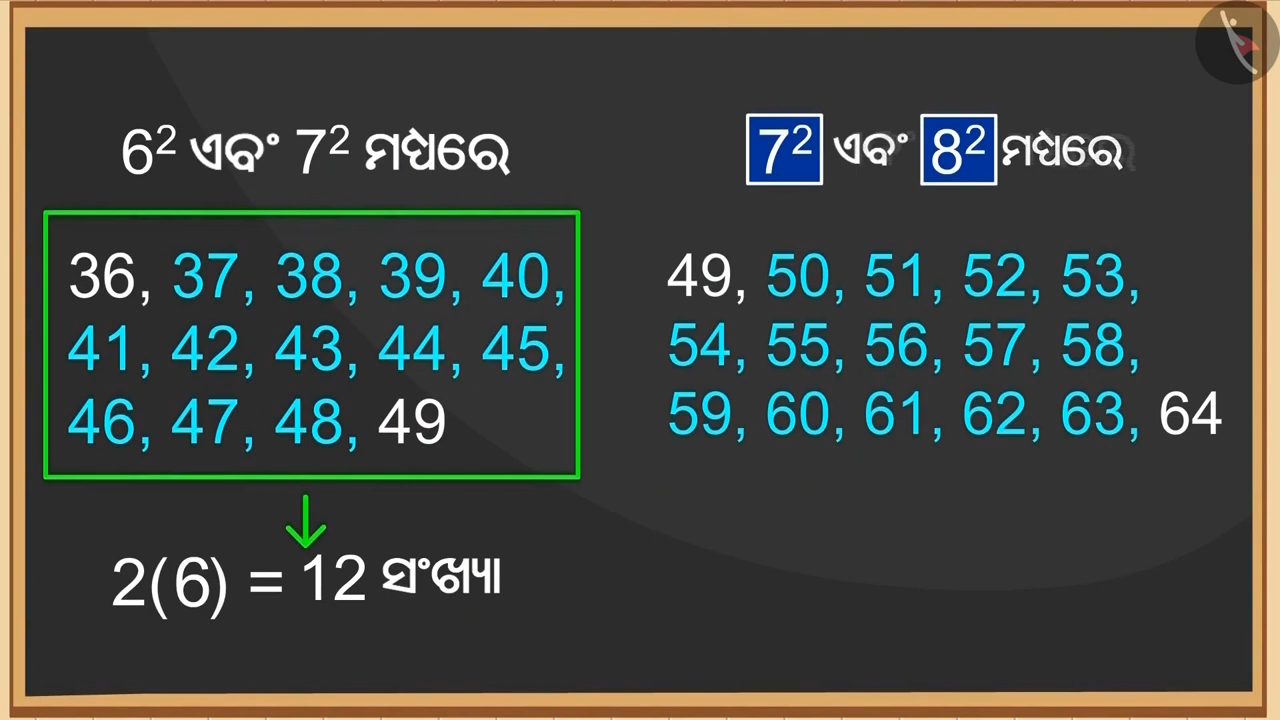 6² ଏବଂ 7² ମଧ୍ୟରେ
36, 37, 38, 39, 40,
41, 42, 43, 44, 45,
46, 47, 48, 49
2(6) = 12 ସଂଖ୍ୟା
7² ଏବଂ 8² ମଧ୍ୟରେ
49, 50, 51, 52, 53,
54, 55, 56, 57, 58,
59, 60, 61, 62, 63, 64